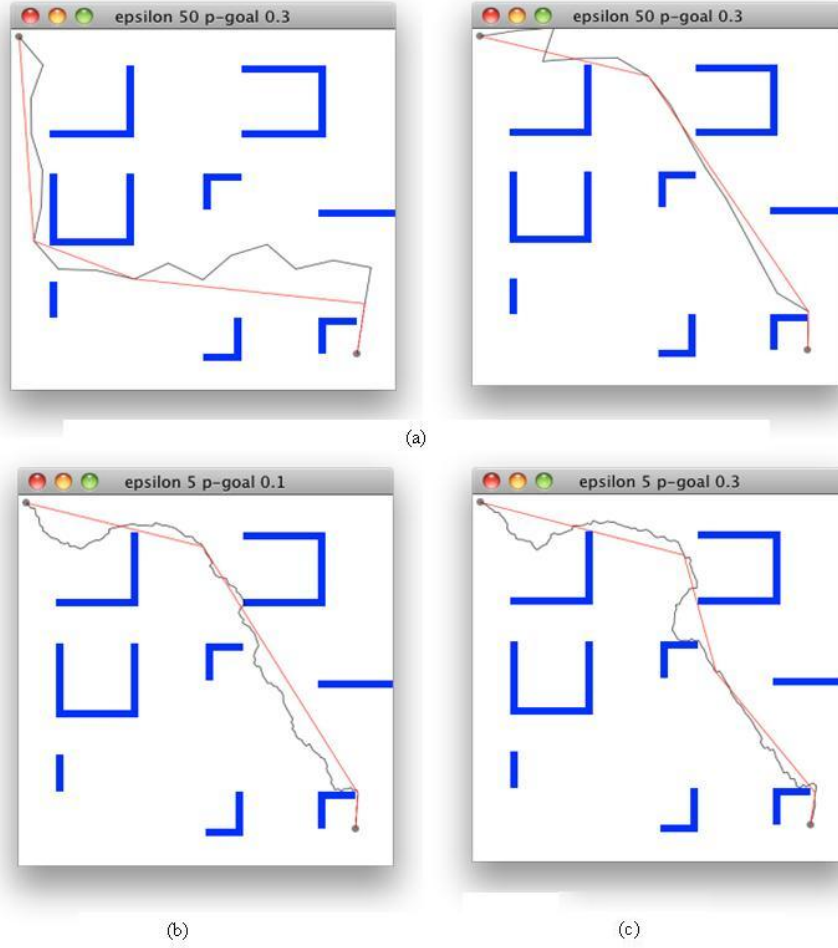 epsilon 50 p-goal 0.3
epsilon 50 p-goal 0.3
(a)
epsilon 5 p-goal 0.1
epsilon 5 p-goal 0.3
(b)
(c)